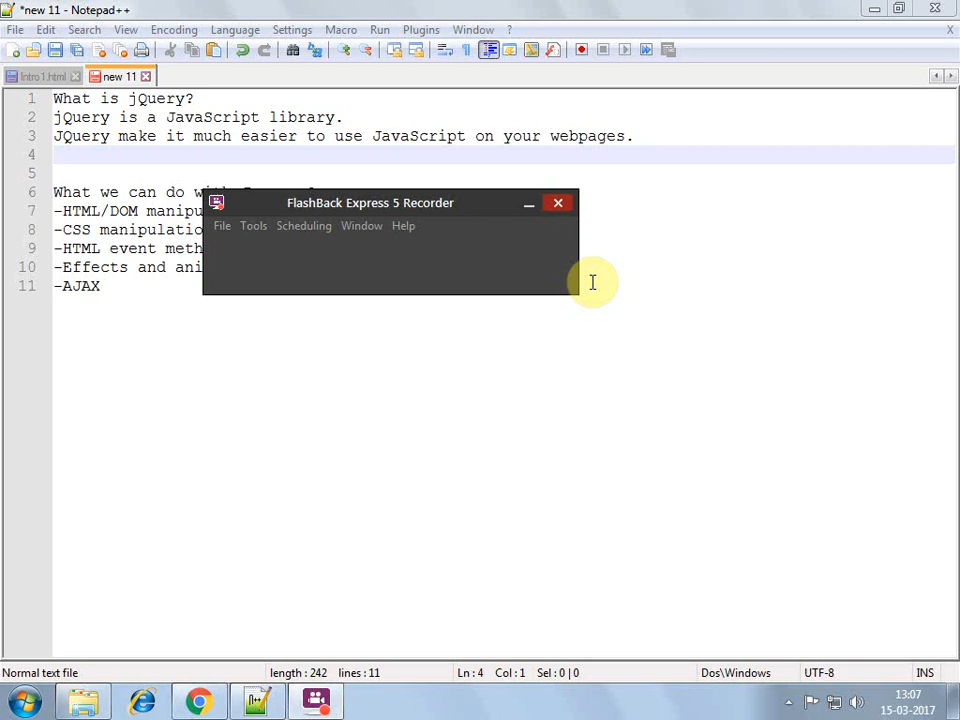 *new 11 - Notepad++
File Edit Search View Encoding Language Settings Macro Run Plugins Window ? X
Intro1.html new 11
1 What is jQuery?
2 jQuery is a JavaScript library.
3 JQuery make it much easier to use JavaScript on your webpages.
4
5
6 What we can do wi
7 -HTML/DOM manipu
8 -CSS manipulatio
9 -HTML event meth
10 -Effects and ani
11 -AJAX
FlashBack Express 5 Recorder
File Tools Scheduling Window Help
Normal text file length : 242 lines : 11 Ln : 4 Col : 1 Sel : 0 | 0 Dos\Windows UTF-8 INS
13:07
15-03-2017